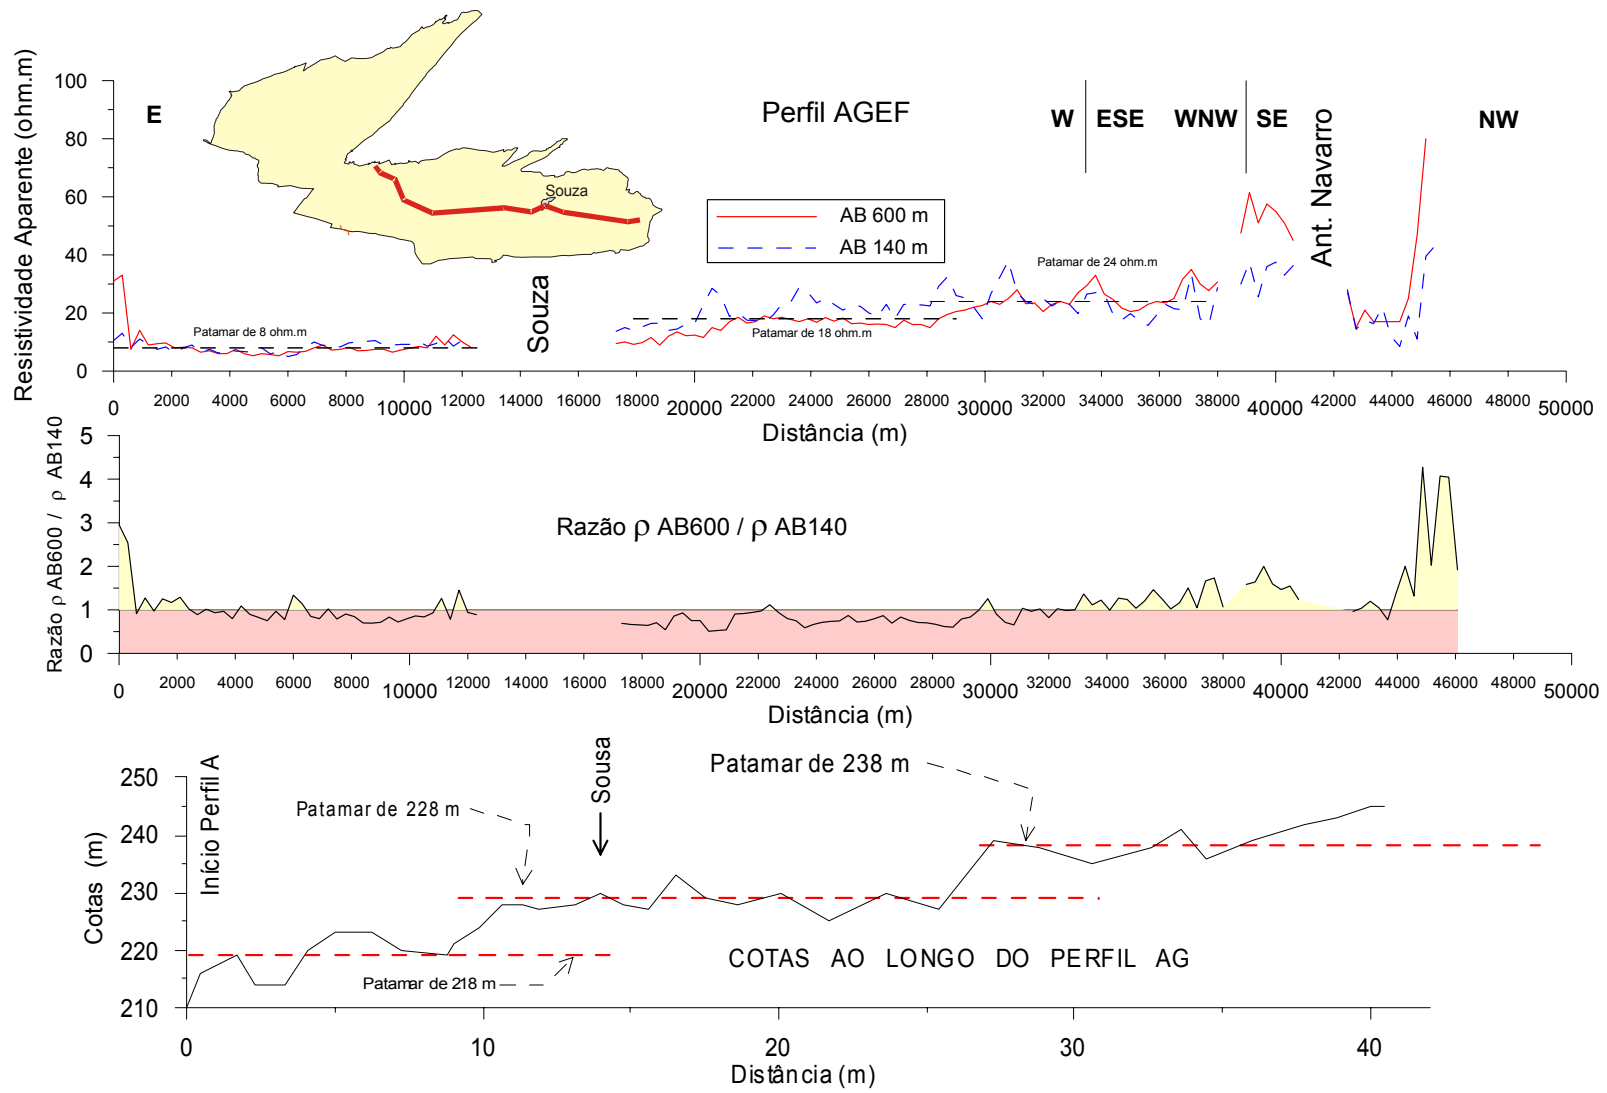 Resistividade Aparente (ohm.m)
100
80
60
40
20
0
E
Perfil AGEF
W
ESE
WNW
SE
NW
Souza
AB 600 m
AB 140 m
Souza
Ant. Navarro
Patamar de 8 ohm.m
Patamar de 18 ohm.m
Patamar de 24 ohm.m
0 2000 4000 6000 8000 10000 12000 14000 16000 18000 20000 22000 24000 26000 28000 30000 32000 34000 36000 38000 40000 42000 44000 46000 48000 50000
Distância (m)
Razão ρ AB600 / ρ AB140
5
4
3
2
1
0
Razão ρ AB600 / ρ AB140
0 2000 4000 6000 8000 10000 12000 14000 16000 18000 20000 22000 24000 26000 28000 30000 32000 34000 36000 38000 40000 42000 44000 46000 48000 50000
Distância (m)
Cotas (m)
250
240
230
220
210
Início Perfil A
Patamar de 228 m
Sousa
Patamar de 238 m
Patamar de 218 m
COTAS AO LONGO DO PERFIL AG
0 10 20 30 40
Distância (m)